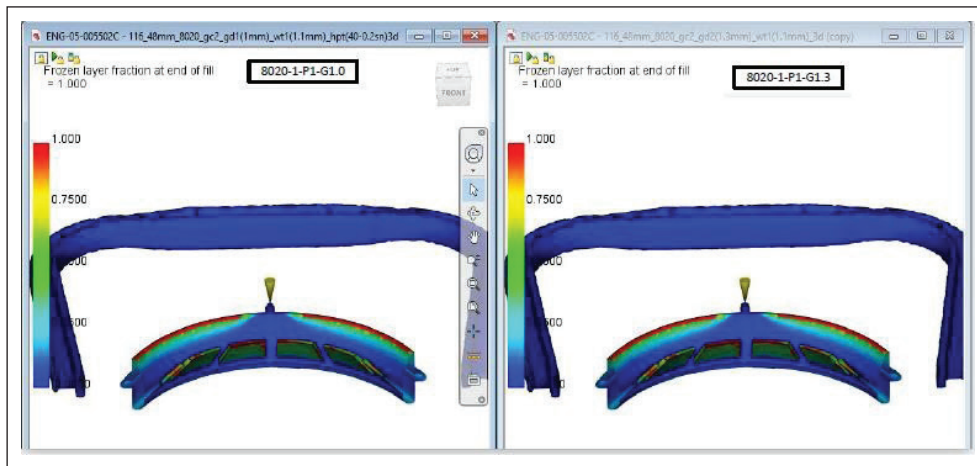 ENG-05-005502C - 116_48mm_8020_gc2_gd1(1mm)_wt1(1.1mm)_hpt(40-0.2sn)3d
Frozen layer fraction at end of fill
= 1.000
8020-1-P1-G1.0
FRONT
1.000
0.7500
ENG-05-005502C - 116_48mm_8020_gc2_gd2(1.3mm)_wt1(1.1mm)_3d (copy)
Frozen layer fraction at end of fill
= 1.000
8020-1-P1-G1.3
1.000
0.7500